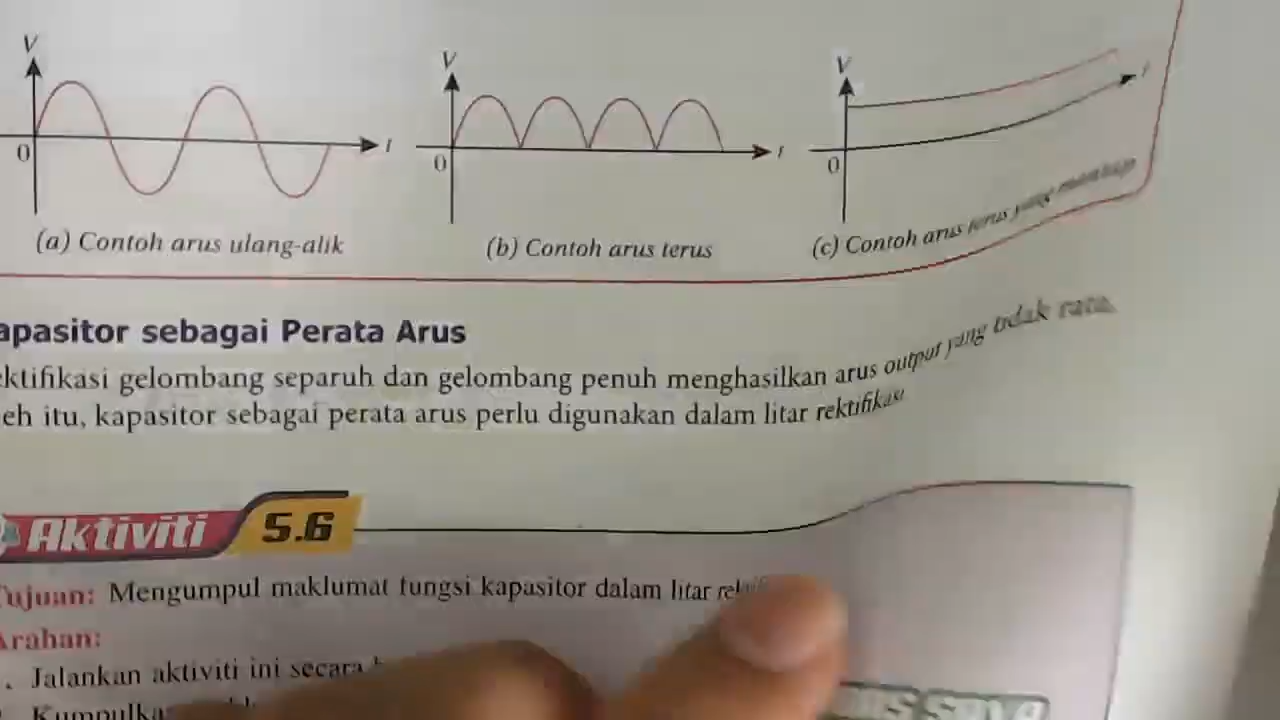 V
V
V
t
t
t
0
0
0
(a) Contoh arus ulang-alik
(b) Contoh arus terus
(c) Contoh arus terus yang
apasitor sebagai Perata Arus
ktifikasi gelombang separuh dan gelombang penuh menghasilkan arus output yang tidak rata.
eh itu, kapasitor sebagai perata arus perlu digunakan dalam litar rektifikasi
Aktiviti 5.6
Tujuan: Mengumpul maklumat fungsi kapasitor dalam litar
Arahan:
. Jalankan aktiviti ini secara